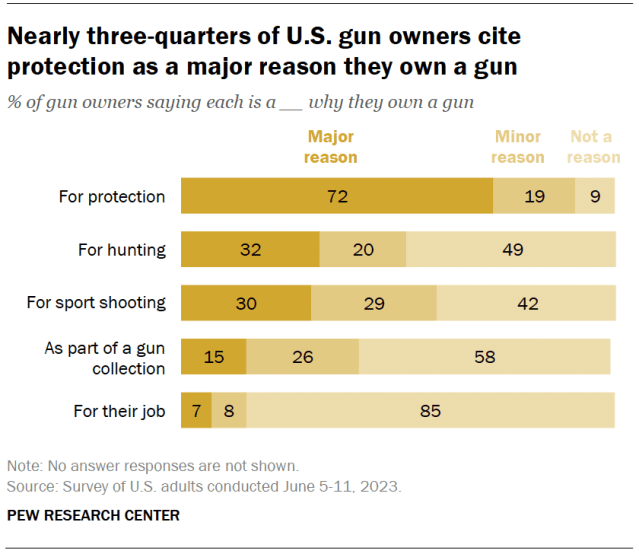 Nearly three-quarters of U.S. gun owners cite
protection as a major reason they own a gun
% of gun owners saying each is a __ why they own a gun
Major reason
Minor reason
Not a reason
For protection 72 19 9
For hunting 32 20 49
For sport shooting 30 29 42
As part of a gun collection 15 26 58
For their job 7 8 85
Note: No answer responses are not shown.
Source: Survey of U.S. adults conducted June 5-11, 2023.
PEW RESEARCH CENTER